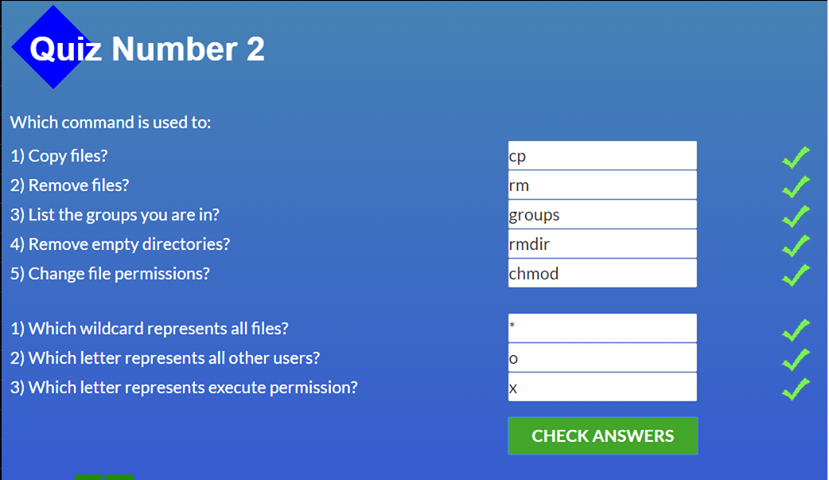 Quiz Number 2
Which command is used to:
1) Copy files? cp
2) Remove files? rm
3) List the groups you are in? groups
4) Remove empty directories? rmdir
5) Change file permissions? chmod
1) Which wildcard represents all files? *
2) Which letter represents all other users? o
3) Which letter represents execute permission? x
CHECK ANSWERS